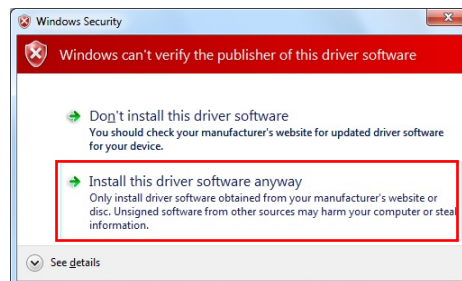 Windows Security
Windows can't verify the publisher of this driver software
Don't install this driver software
You should check your manufacturer's website for updated driver software
for your device.
Install this driver software anyway
Only install driver software obtained from your manufacturer's website or
disc. Unsigned software from other sources may harm your computer or steal
information.
See details